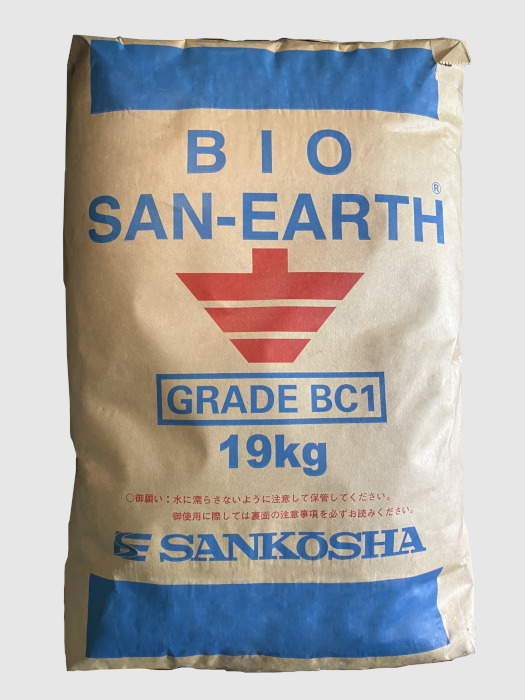 BIO
SAN-EARTH®
GRADE BC1
19kg
○御願い：水に濡らさないように注意して保管してください。
御使用に際しては裏面の注意事項を必ずお読みください。
SANKŌSHA